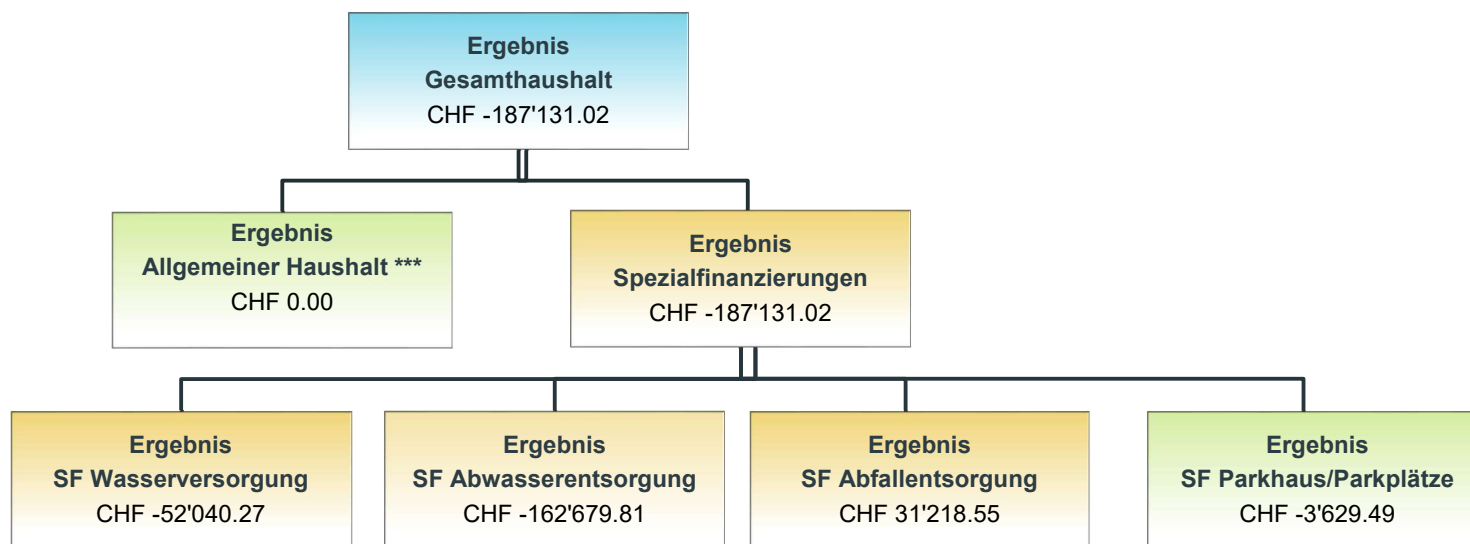 Ergebnis
Gesamthaushalt
CHF -187'131.02
Ergebnis
Allgemeiner Haushalt ***
CHF 0.00
Ergebnis
Spezialfinanzierungen
CHF -187'131.02
Ergebnis
SF Wasserversorgung
CHF -52'040.27
Ergebnis
SF Abwasserentsorgung
CHF -162'679.81
Ergebnis
SF Abfallentsorgung
CHF 31'218.55
Ergebnis
SF Parkhaus/Parkplätze
CHF -3'629.49